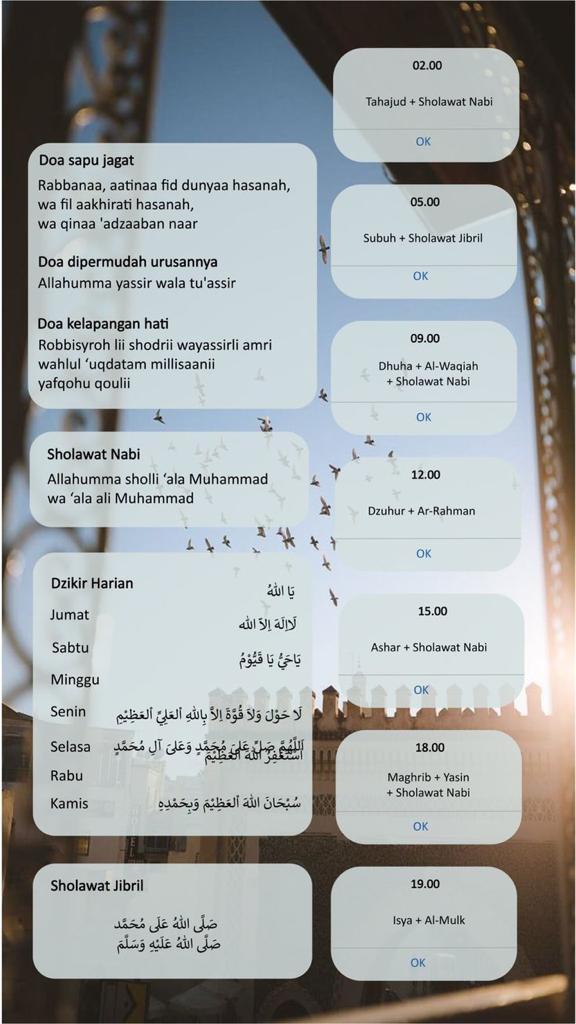 Doa sapu jagat
Rabbanaa, aatinaa fid dunyaa hasanah,
wa fil aakhirati hasanah,
wa qinaa 'adzaaban naar
Doa dipermudah urusannya
Allahumma yassir wala tu'assir
Doa kelapangan hati
Robbisyroh lii shodrii wayassirli amri
wahlul ‘uqdatam millisaanii
yafqohu qoulii
Sholawat Nabi
Allahumma sholli ‘ala Muhammad
wa ‘ala ali Muhammad
Dzikir Harian
يَا اللهُ
Jumat
لَااِلَهَ اِلاَّ الله
Sabtu
يَاحَيُّ يَا قَيُّوْمُ
Minggu
Senin
لَا حَوْلَ وَلَا قُوَّةَ اِلاَّ بِاللهِ اْلعَلِيِّ اْلعَظِيْمِ
Selasa
اَللَّهُمَّ صَلِّ عَلَىٰ مُحَمَّدٍ وَعَلىَ آلِ مُحَمَّدٍ
اَسْتَغْفِرُ اللهَ اْلعَظِيْمَ
Rabu
Kamis
سُبْحَانَ اللهَ اْلعَظِيْمَ وَبِحَمْدِهِ
Sholawat Jibril
صَلَّى اللهُ عَلَى مُحَمَّد
صَلَّى اللهُ عَلَيْهِ وَسَلَّمَ
02.00
Tahajud + Sholawat Nabi
OK
05.00
Subuh + Sholawat Jibril
OK
09.00
Dhuha + Al-Waqiah
+ Sholawat Nabi
OK
12.00
Dzuhur + Ar-Rahman
OK
15.00
Ashar + Sholawat Nabi
OK
18.00
Maghrib + Yasin
+ Sholawat Nabi
OK
19.00
Isya + Al-Mulk
OK